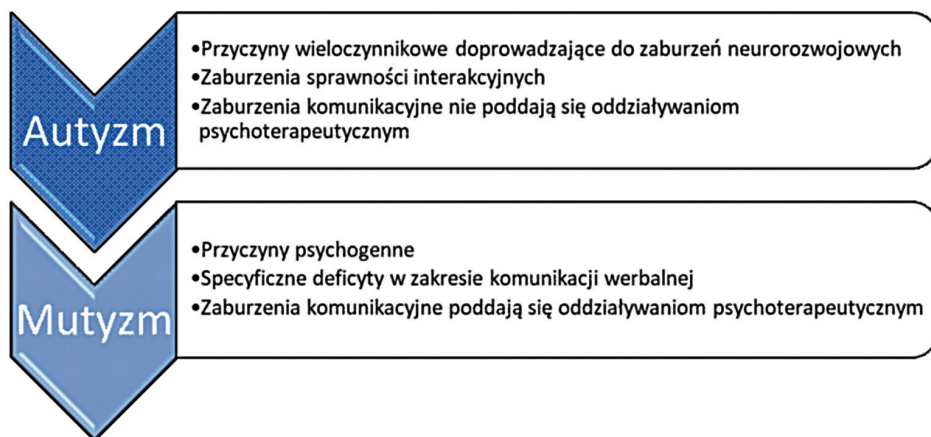 Autyzm
•Przyczyny wieloczynnikowe doprowadzające do zaburzeń neurorozwojowych
•Zaburzenia sprawności interakcyjnych
•Zaburzenia komunikacyjne nie poddają się oddziaływaniom
psychoterapeutycznym
Mutyzm
•Przyczyny psychogenne
•Specyficzne deficyty w zakresie komunikacji werbalnej
•Zaburzenia komunikacyjne poddają się oddziaływaniom psychoterapeutycznym